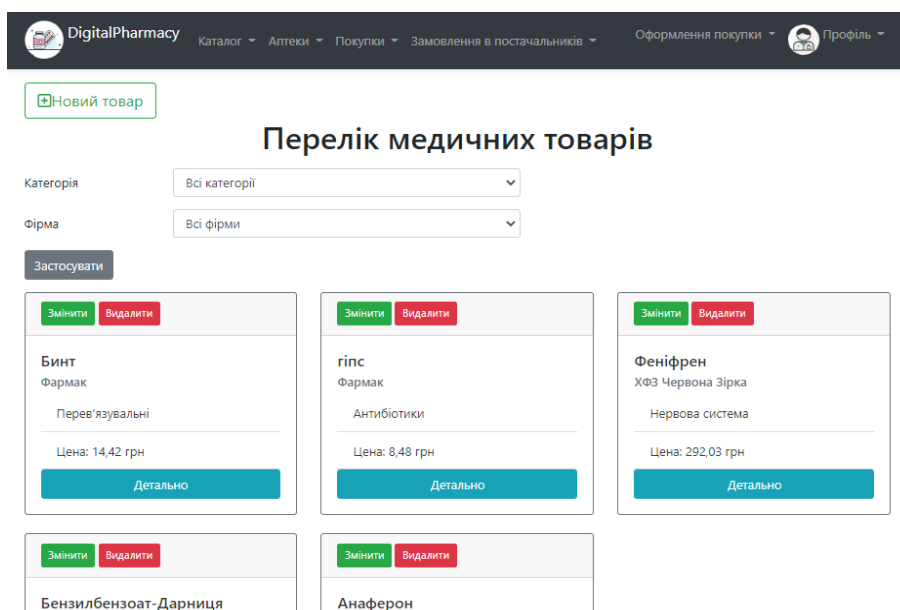 DigitalPharmacy Каталог Аптеки Покупки Замовлення в постачальників Оформлення покупки Профіль
Новий товар
Перелік медичних товарів
Категорія Всі категорії
Фірма Всі фірми
Застосувати
Змінити Видалити Змінити Видалити Змінити Видалити
Бинт гіпс Феніфрен
Фармак Фармак ХФЗ Червона Зірка
Перев'язувальні Антибіотики Нервова система
Цена: 14,42 грн Цена: 8,48 грн Цена: 292,03 грн
Детально Детально Детально
Змінити Видалити Змінити Видалити
Бензилбензоат-Дарниця Анаферон